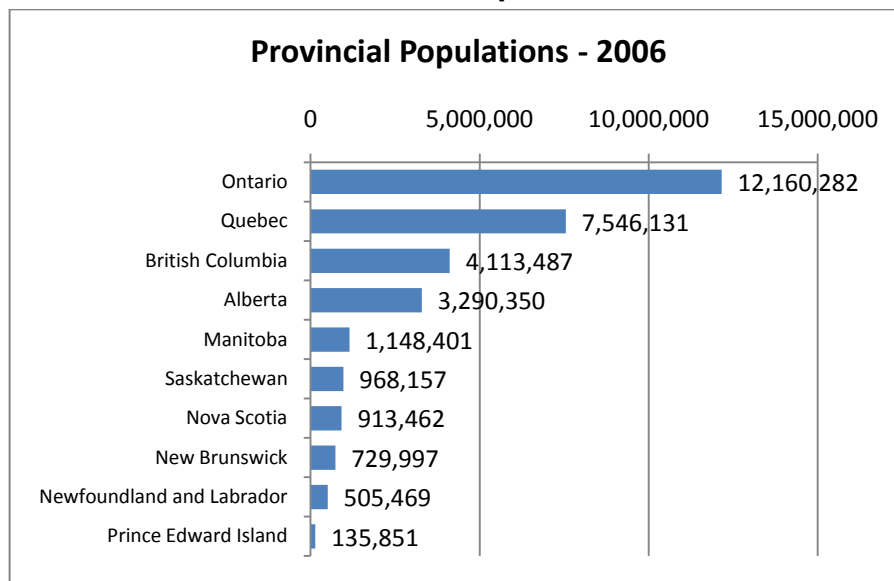 Provincial Populations - 2006
0 5,000,000 10,000,000 15,000,000
Ontario 12,160,282
Quebec 7,546,131
British Columbia 4,113,487
Alberta 3,290,350
Manitoba 1,148,401
Saskatchewan 968,157
Nova Scotia 913,462
New Brunswick 729,997
Newfoundland and Labrador 505,469
Prince Edward Island 135,851